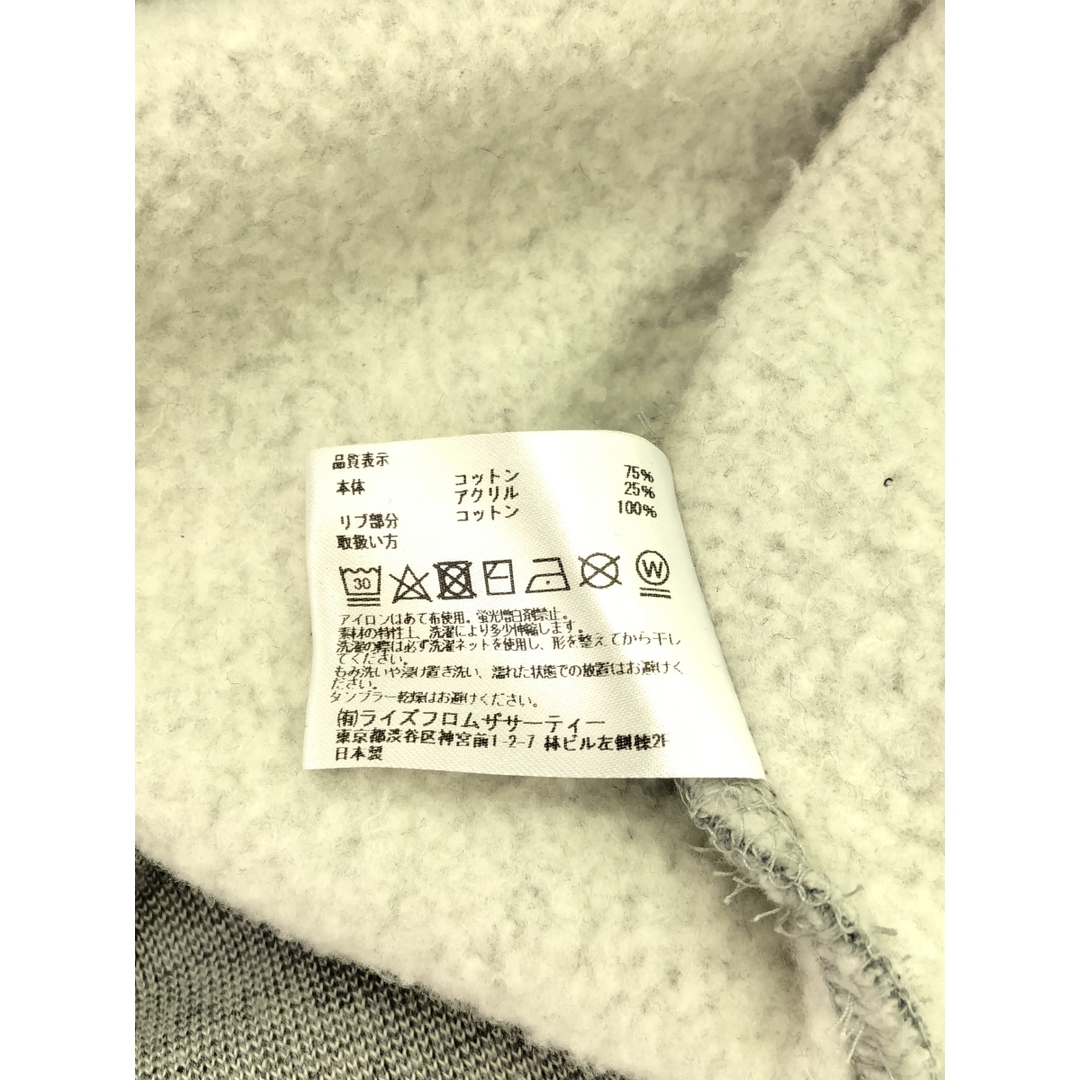 品質表示
本体 コットン 75%
アクリル 25%
リブ部分 コットン 100%
取扱い方
30 W
アイロンはあて布使用。蛍光増白剤禁止。
素材の特性上、洗濯により多少伸縮します。
洗濯の際は必ず洗濯ネットを使用し、形を整えてから干し
てください。
もみ洗いや浸け置き洗い、濡れた状態での放置はお避けく
ださい。
タンブラー乾燥はお避けください。
(有)ライズフロムザサーティー
東京都渋谷区神宮前1-2-7 林ビル左側棟2F
日本製